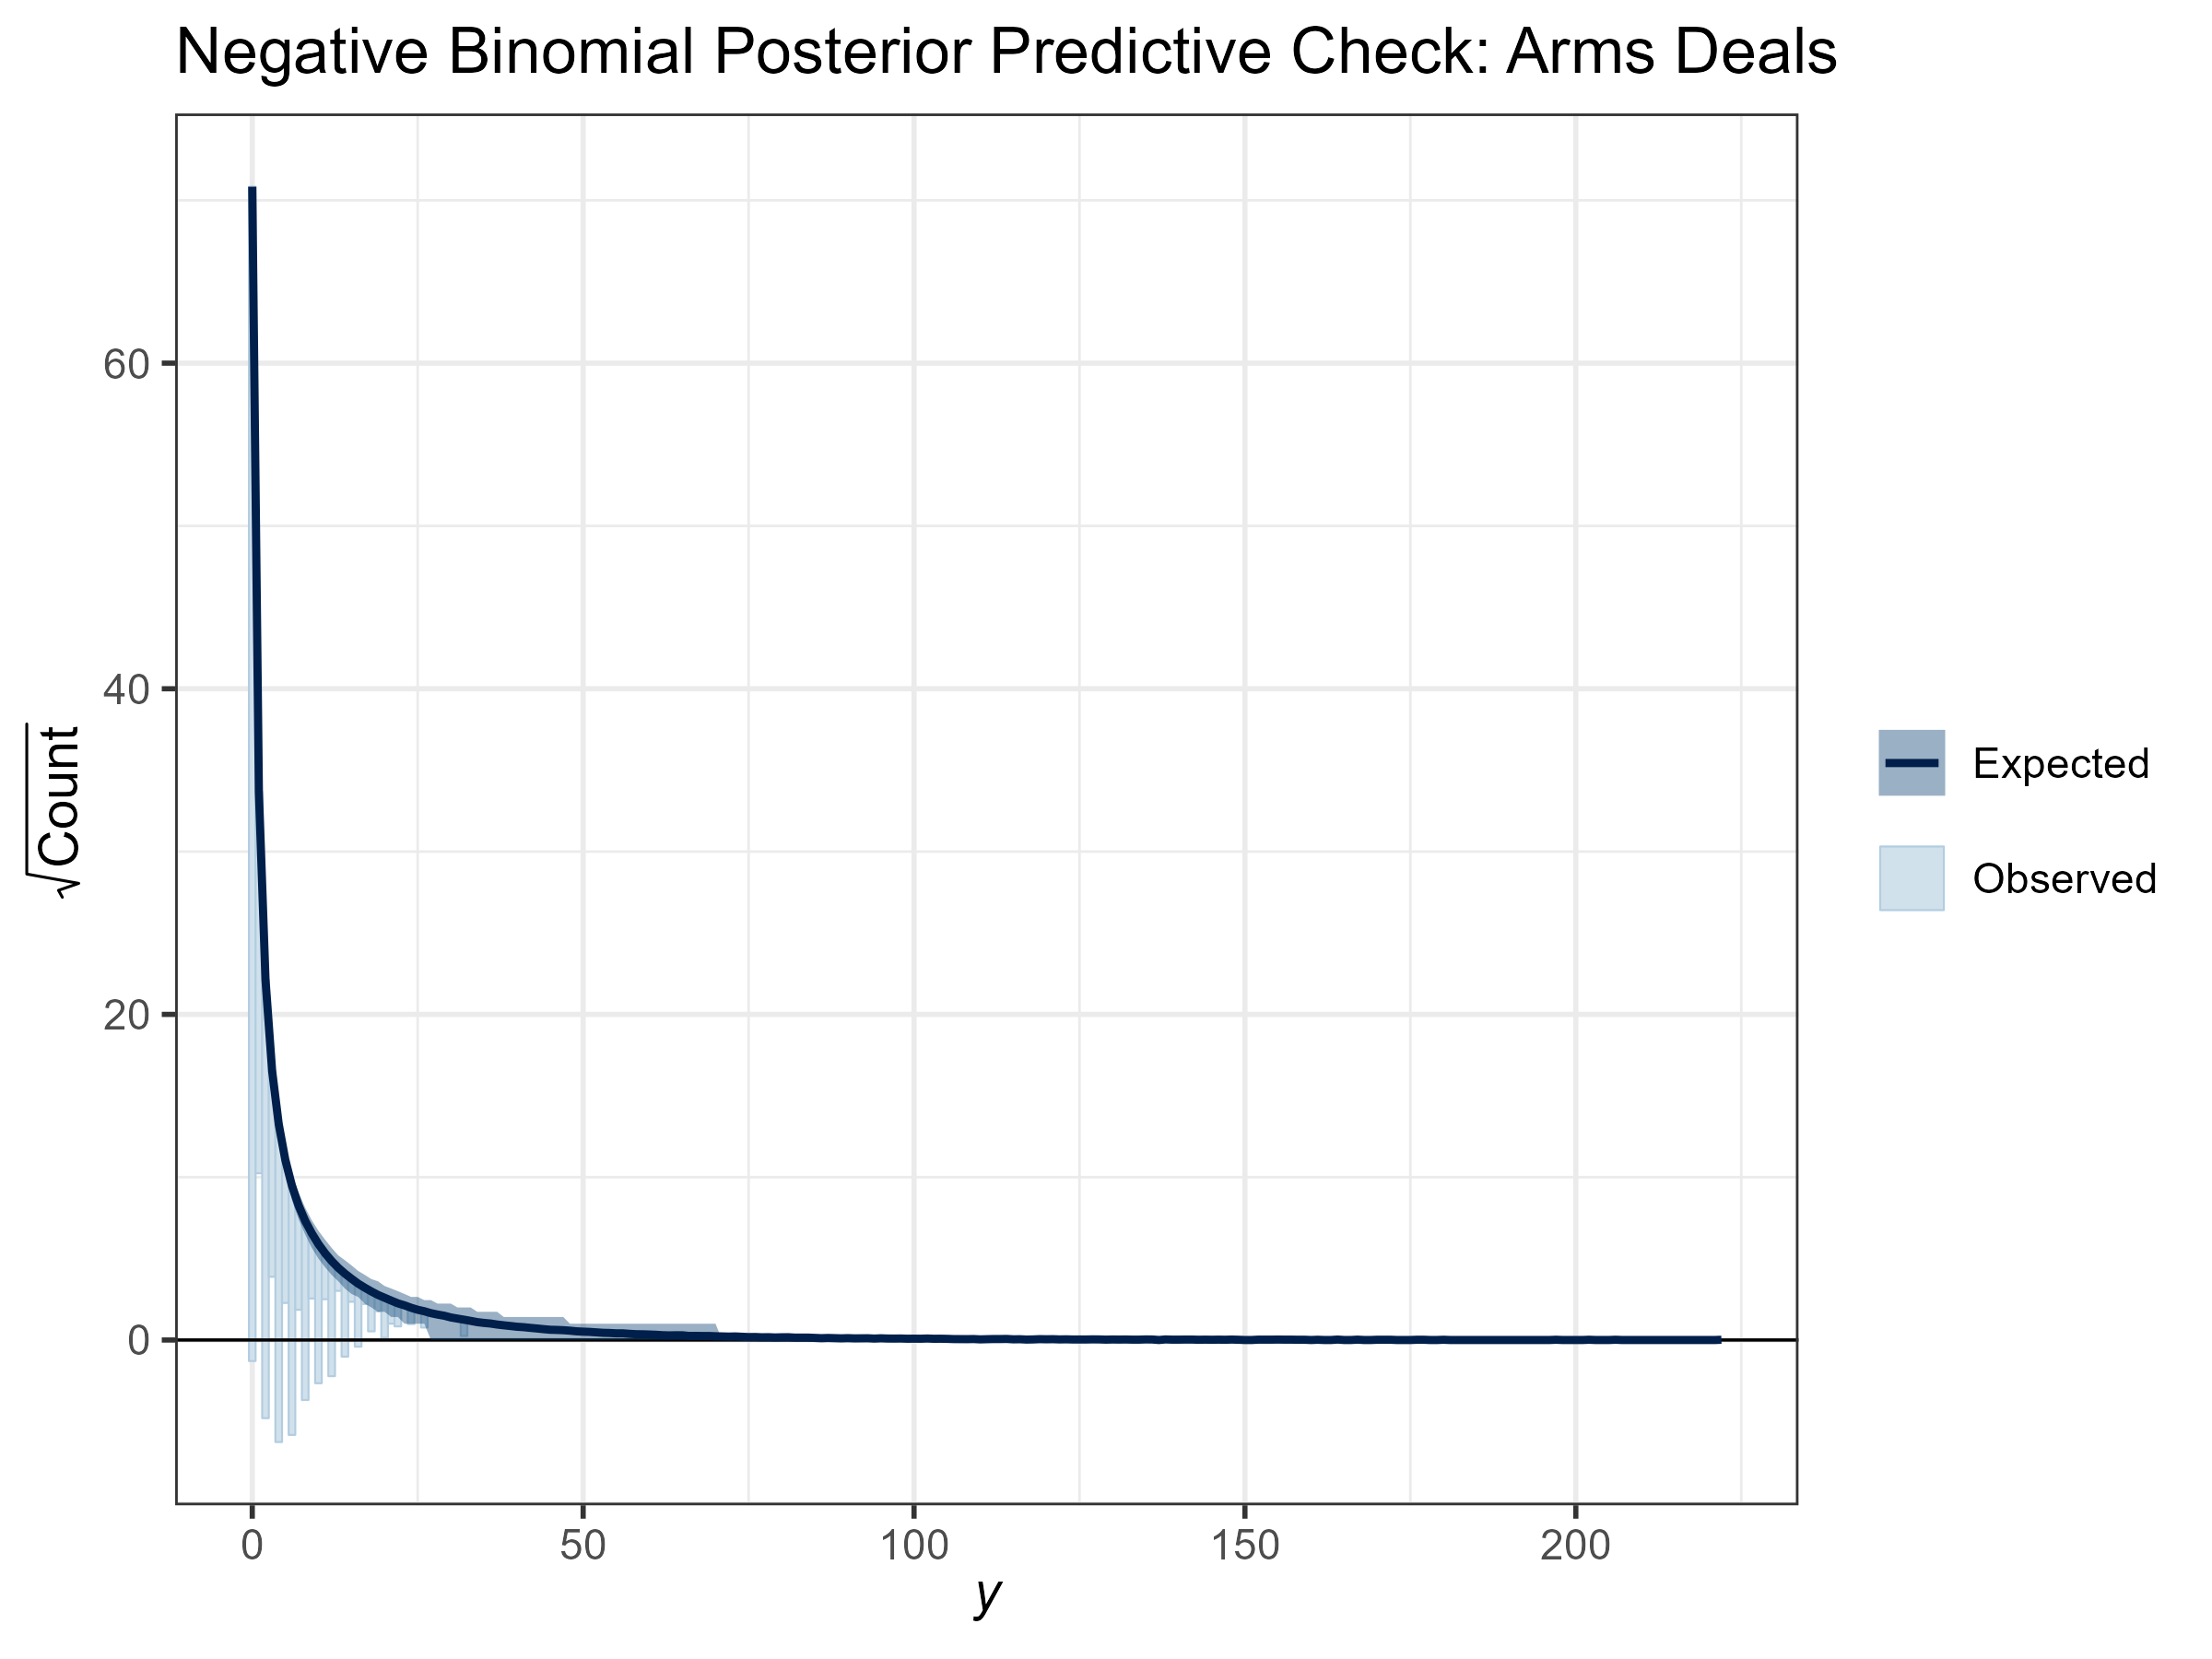 Negative Binomial Posterior Predictive Check: Arms Deals
√Count
60
40
20
0
0 50 100 150 200
y
Expected
Observed